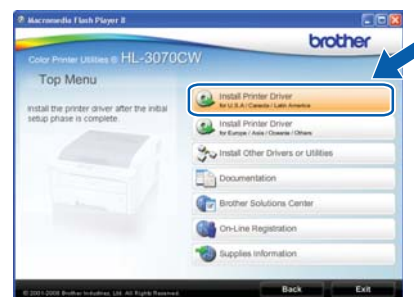 Macromedia Flash Player 8
brother
Color Printer Utilities © HL-3070CW
Top Menu
Install the printer driver after the initial
setup phase is complete.
Install Printer Driver
for U.S.A / Canada / Latin America
Install Printer Driver
for Europe / Asia / Oceania / Others
Install Other Drivers or Utilities
Documentation
Brother Solutions Center
On-Line Registration
Supplies Information
© 2001-2008 Brother Industries, Ltd. All Rights Reserved.
Back
Exit